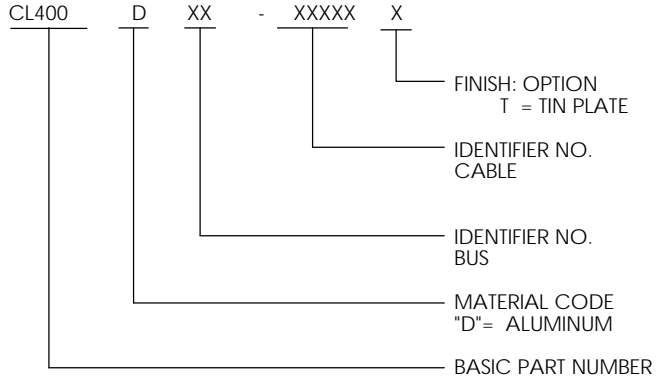 CL400 D XX - XXXXX X
FINISH: OPTION
T = TIN PLATE
IDENTIFIER NO.
CABLE
IDENTIFIER NO.
BUS
MATERIAL CODE
"D"= ALUMINUM
BASIC PART NUMBER